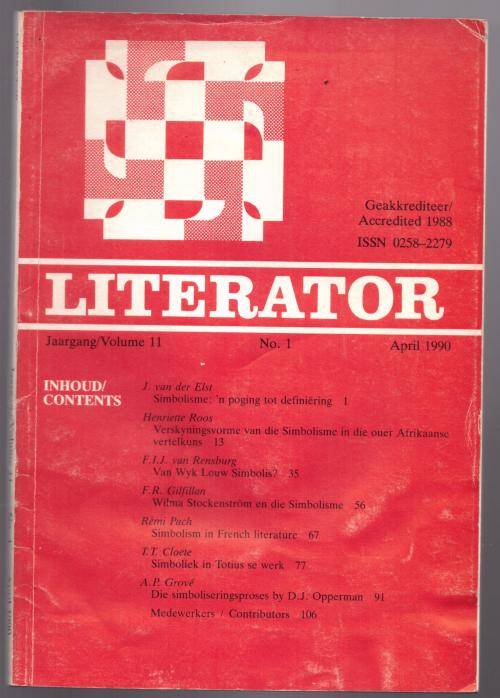 Geakkrediteer/
Accredited 1988
ISSN 0258–2279
LITERATOR
Jaargang/Volume 11 No. 1 April 1990
INHOUD/
CONTENTS
J. van der Elst
Simbolisme: 'n poging tot definiëring 1
Henriette Roos
Verskyningsvorme van die Simbolisme in die ouer Afrikaanse
vertelkuns 13
F.I.J. van Rensburg
Van Wyk Louw Simbolis? 35
F.R. Gilfillan
Wilma Stockenström en die Simbolisme 56
Rémi Pach
Symbolism in French literature 67
T.T. Cloete
Simboliek in Totius se werk 77
A.P. Grové
Die simboliseringsproses by D.J. Opperman 91
Medewerkers / Contributors 106